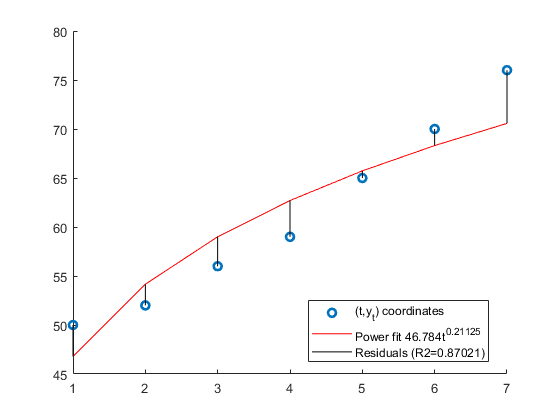 80
75
70
65
60
55
50
45
1 2 3 4 5 6 7
(t,y_t) coordinates
Power fit 46.784t^0.21125
Residuals (R2=0.87021)